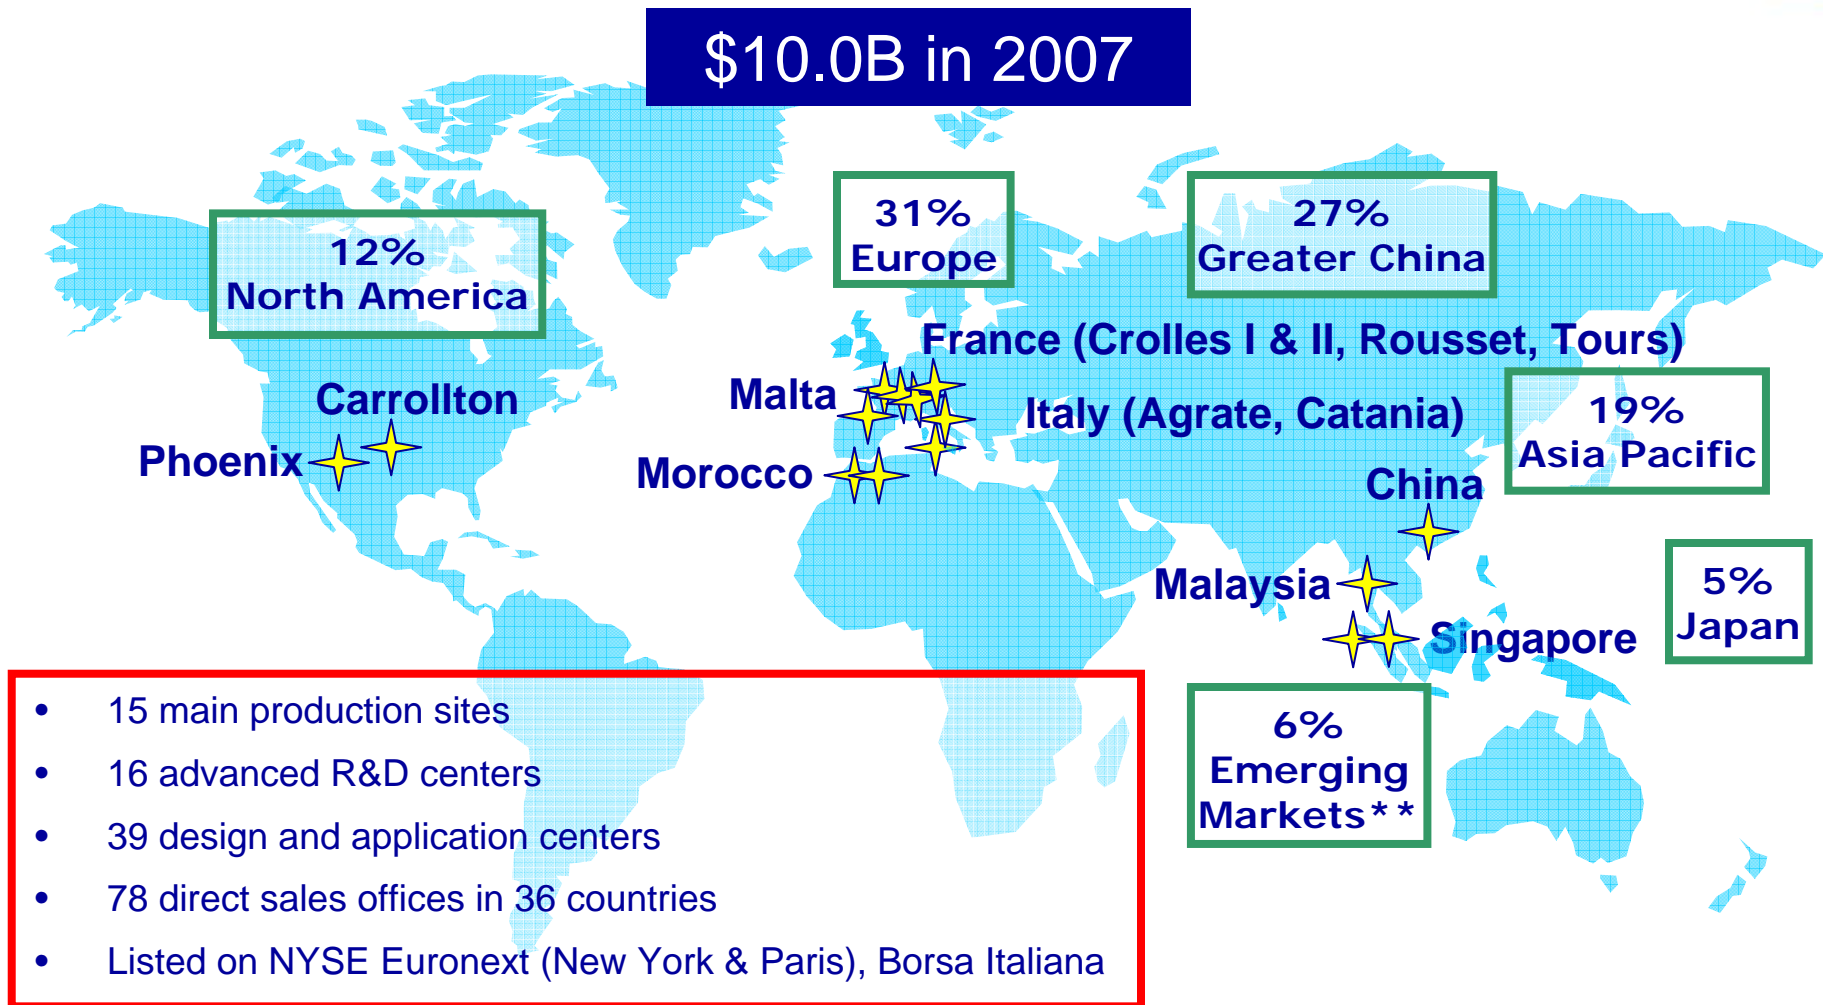 $10.0B in 2007
31%
Europe
27%
Greater China
12%
North America
France (Crolles I & II, Rousset, Tours)
Malta
Carrollton
Italy (Agrate, Catania)
19%
Asia Pacific
Phoenix
Morocco
China
Malaysia
5%
Japan
Singapore
6%
Emerging
Markets**
• 15 main production sites
• 16 advanced R&D centers
• 39 design and application centers
• 78 direct sales offices in 36 countries
• Listed on NYSE Euronext (New York & Paris), Borsa Italiana